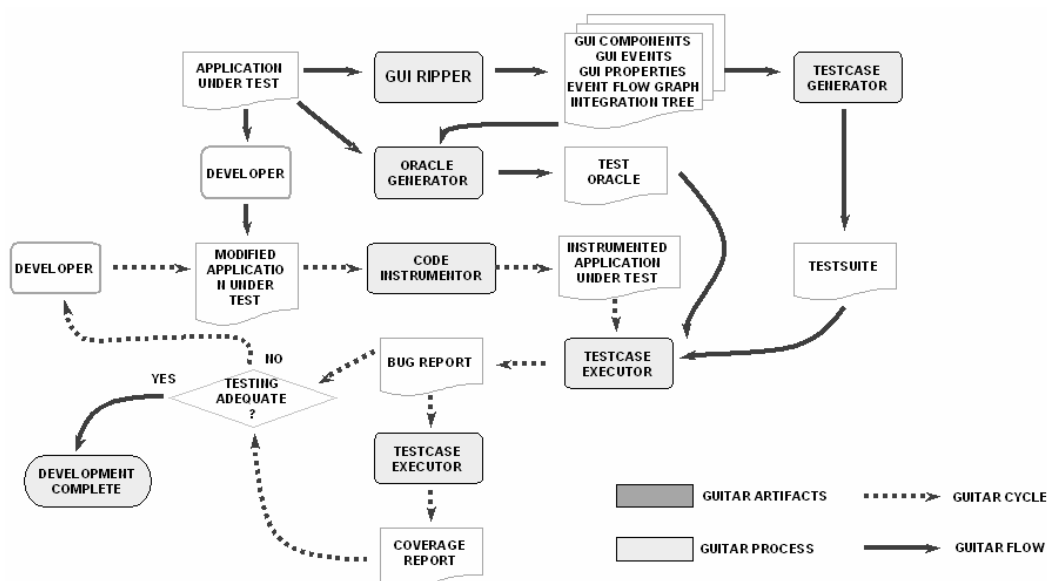 GUI COMPONENTS
GUI EVENTS
GUI PROPERTIES
EVENT FLOW GRAPH
INTEGRATION TREE
APPLICATION
UNDER TEST
GUI RIPPER
TESTCASE
GENERATOR
DEVELOPER
ORACLE
GENERATOR
TEST
ORACLE
DEVELOPER
MODIFIED
APPLICATIO
N UNDER
TEST
CODE
INSTRUMENTOR
INSTRUMENTED
APPLICATION
UNDER TEST
TESTSUITE
NO
YES
TESTING
ADEQUATE
?
BUG REPORT
TESTCASE
EXECUTOR
DEVELOPMENT
COMPLETE
TESTCASE
EXECUTOR
COVERAGE
REPORT
GUITAR ARTIFACTS
GUITAR CYCLE
GUITAR PROCESS
GUITAR FLOW